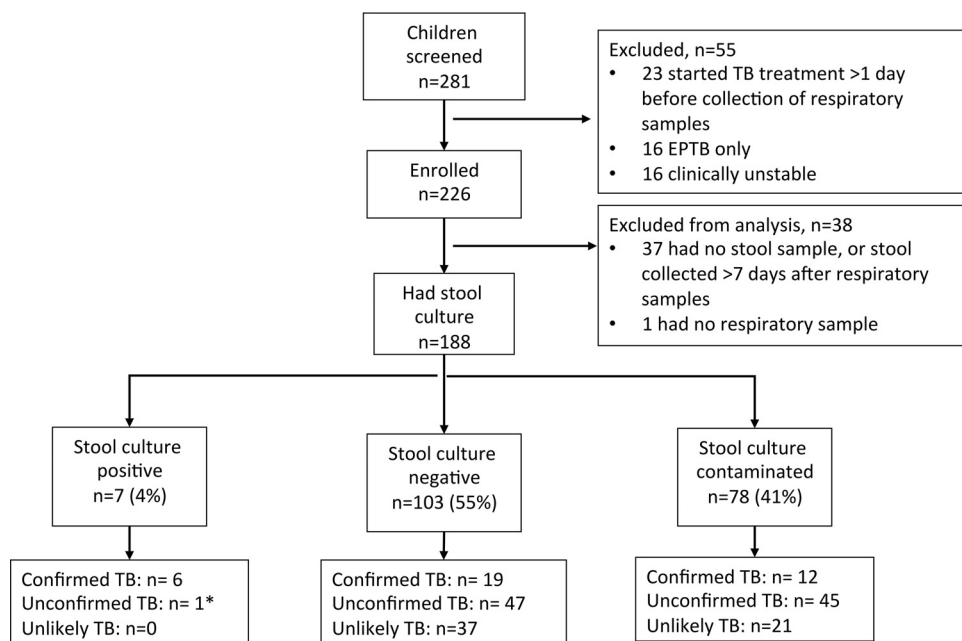 Children
screened
n=281
Excluded, n=55
• 23 started TB treatment >1 day
before collection of respiratory
samples
• 16 EPTB only
• 16 clinically unstable
Enrolled
n=226
Excluded from analysis, n=38
• 37 had no stool sample, or stool
collected >7 days after respiratory
samples
• 1 had no respiratory sample
Had stool
culture
n=188
Stool culture
positive
n=7 (4%)
Stool culture
negative
n=103 (55%)
Stool culture
contaminated
n=78 (41%)
Confirmed TB: n= 6
Unconfirmed TB: n= 1*
Unlikely TB: n=0
Confirmed TB: n= 19
Unconfirmed TB: n= 47
Unlikely TB: n=37
Confirmed TB: n= 12
Unconfirmed TB: n= 45
Unlikely TB: n=21